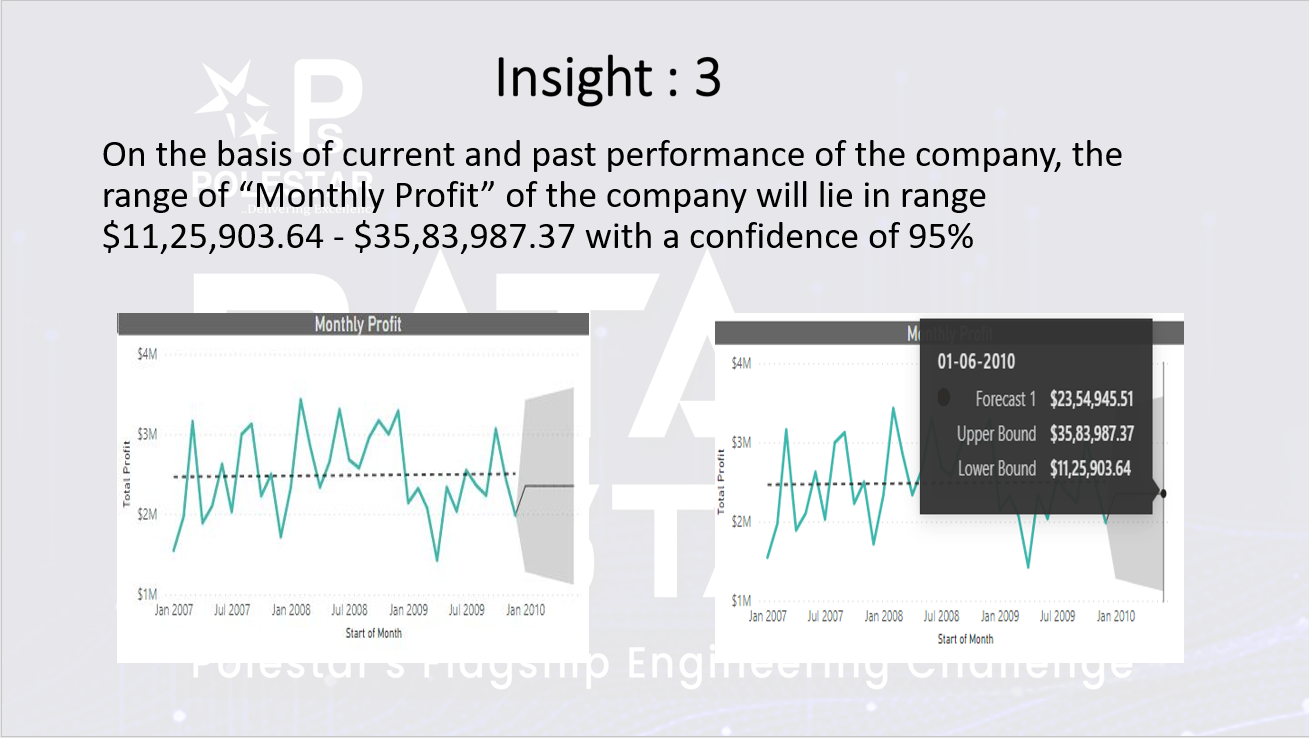 Insight : 3
PS
POLESTAR
..Delivering Excellence
On the basis of current and past performance of the company, the
range of “Monthly Profit” of the company will lie in range
$11,25,903.64 - $35,83,987.37 with a confidence of 95%
DATA
Monthly Profit
$4M
$3M
$2M
$1M
Total Profit
Jan 2007 Jul 2007 Jan 2008 Jul 2008 Jan 2009 Jul 2009 Jan 2010
Start of Month
Monthly Profit
01-06-2010
Forecast 1 $23,54,945.51
Upper Bound $35,83,987.37
Lower Bound $11,25,903.64
$4M
$3M
$2M
$1M
Total Profit
Jan 2007 Jul 2007 Jan 2008 Jul 2008 Jan 2009 Jul 2009 Jan 2010
Start of Month
Polestar's Flagship Engineering Challenge